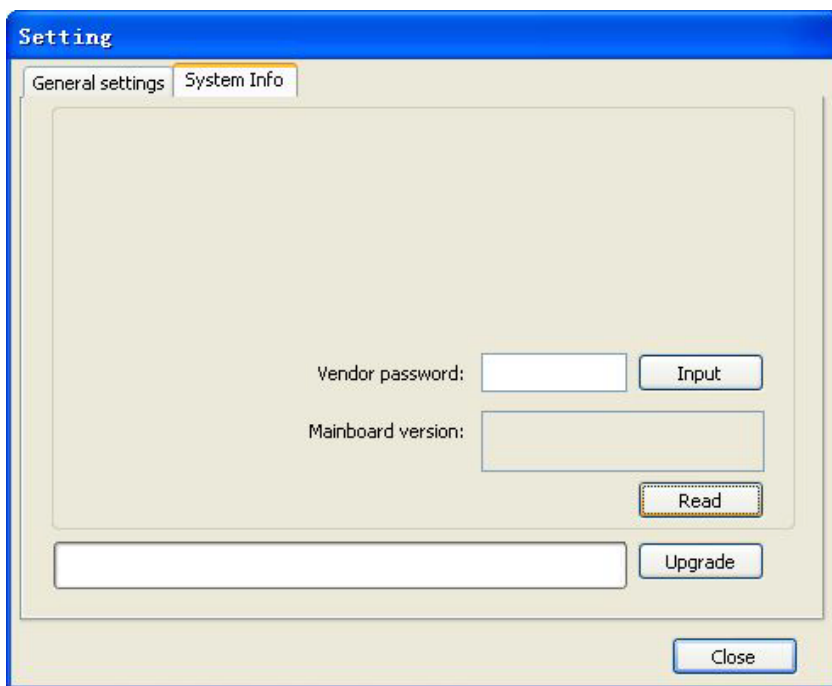 Setting
General settings System Info
Vendor password: Input
Mainboard version:
Read
Upgrade
Close